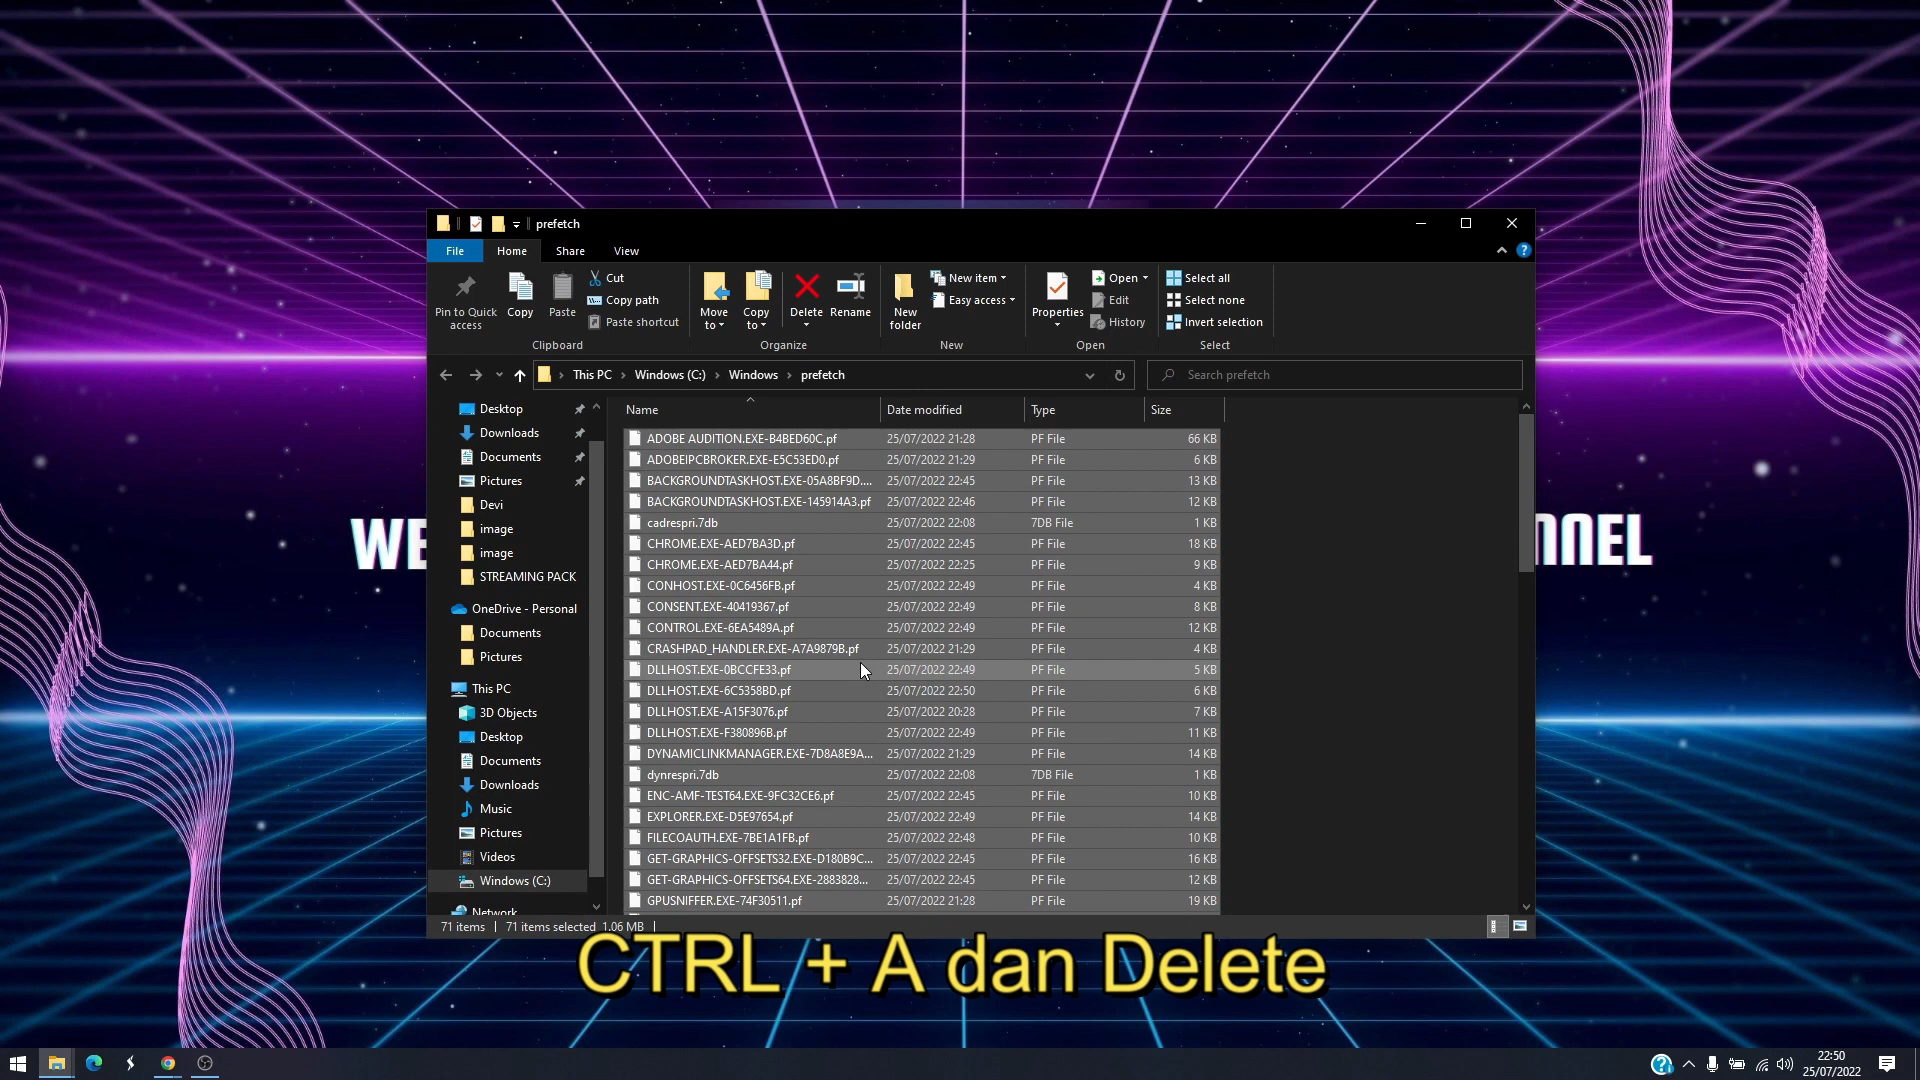 prefetch
File Home Share View
Pin to Quick access
Copy
Paste
Cut
Copy path
Paste shortcut
Clipboard
Move to
Copy to
Delete
Rename
Organize
New folder
New item
Easy access
New
Properties
Open
Edit
History
Open
Select all
Select none
Invert selection
Select
This PC › Windows (C:) › Windows › prefetch
Search prefetch
Desktop
Downloads
Documents
Pictures
Devi
image
image
STREAMING PACK
OneDrive - Personal
Documents
Pictures
This PC
3D Objects
Desktop
Documents
Downloads
Music
Pictures
Videos
Windows (C:)
Network
Name Date modified Type Size
ADOBE AUDITION.EXE-B4BED60C.pf 25/07/2022 21:28 PF File 66 KB
ADOBEIPCBROKER.EXE-E5C53ED0.pf 25/07/2022 21:29 PF File 6 KB
BACKGROUNDTASKHOST.EXE-05A8BF9D.... 25/07/2022 22:45 PF File 13 KB
BACKGROUNDTASKHOST.EXE-145914A3.pf 25/07/2022 22:46 PF File 12 KB
cadrespri.7db 25/07/2022 22:08 7DB File 1 KB
CHROME.EXE-AED7BA3D.pf 25/07/2022 22:45 PF File 18 KB
CHROME.EXE-AED7BA44.pf 25/07/2022 22:25 PF File 9 KB
CONHOST.EXE-0C6456FB.pf 25/07/2022 22:49 PF File 4 KB
CONSENT.EXE-40419367.pf 25/07/2022 22:49 PF File 8 KB
CONTROL.EXE-6EA5489A.pf 25/07/2022 22:49 PF File 12 KB
CRASHPAD_HANDLER.EXE-A7A9879B.pf 25/07/2022 21:29 PF File 4 KB
DLLHOST.EXE-0BCCFE33.pf 25/07/2022 22:49 PF File 5 KB
DLLHOST.EXE-6C5358BD.pf 25/07/2022 22:50 PF File 6 KB
DLLHOST.EXE-A15F3076.pf 25/07/2022 20:28 PF File 7 KB
DLLHOST.EXE-F380896B.pf 25/07/2022 22:49 PF File 11 KB
DYNAMICLINKMANAGER.EXE-7D8A8E9A... 25/07/2022 21:29 PF File 14 KB
dynrespri.7db 25/07/2022 22:08 7DB File 1 KB
ENC-AMF-TEST64.EXE-9FC32CE6.pf 25/07/2022 22:45 PF File 10 KB
EXPLORER.EXE-D5E97654.pf 25/07/2022 22:49 PF File 14 KB
FILECOAUTH.EXE-7BE1A1FB.pf 25/07/2022 22:48 PF File 10 KB
GET-GRAPHICS-OFFSETS32.EXE-D180B9C... 25/07/2022 22:45 PF File 16 KB
GET-GRAPHICS-OFFSETS64.EXE-2883828... 25/07/2022 22:45 PF File 12 KB
GPUSNIFFER.EXE-74F30511.pf 25/07/2022 21:28 PF File 19 KB
71 items 71 items selected 1.06 MB
WE
NNEL
CTRL + A dan Delete
22:50
25/07/2022